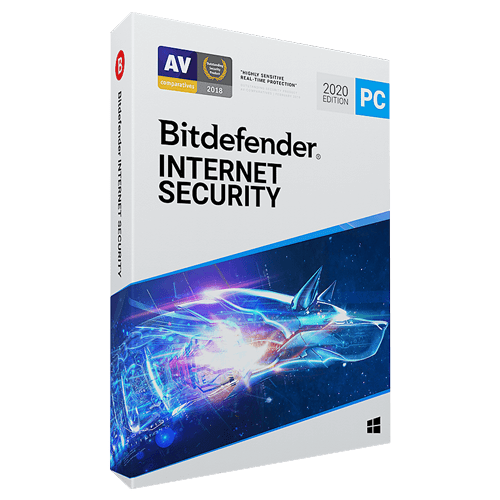 B
Bitdefender INTERNET SECURITY
AV
comparatives
2018
"HIGHLY SENSITIVE
REAL-TIME PROTECTION"
2020
EDITION
PC
Bitdefender®
INTERNET
SECURITY